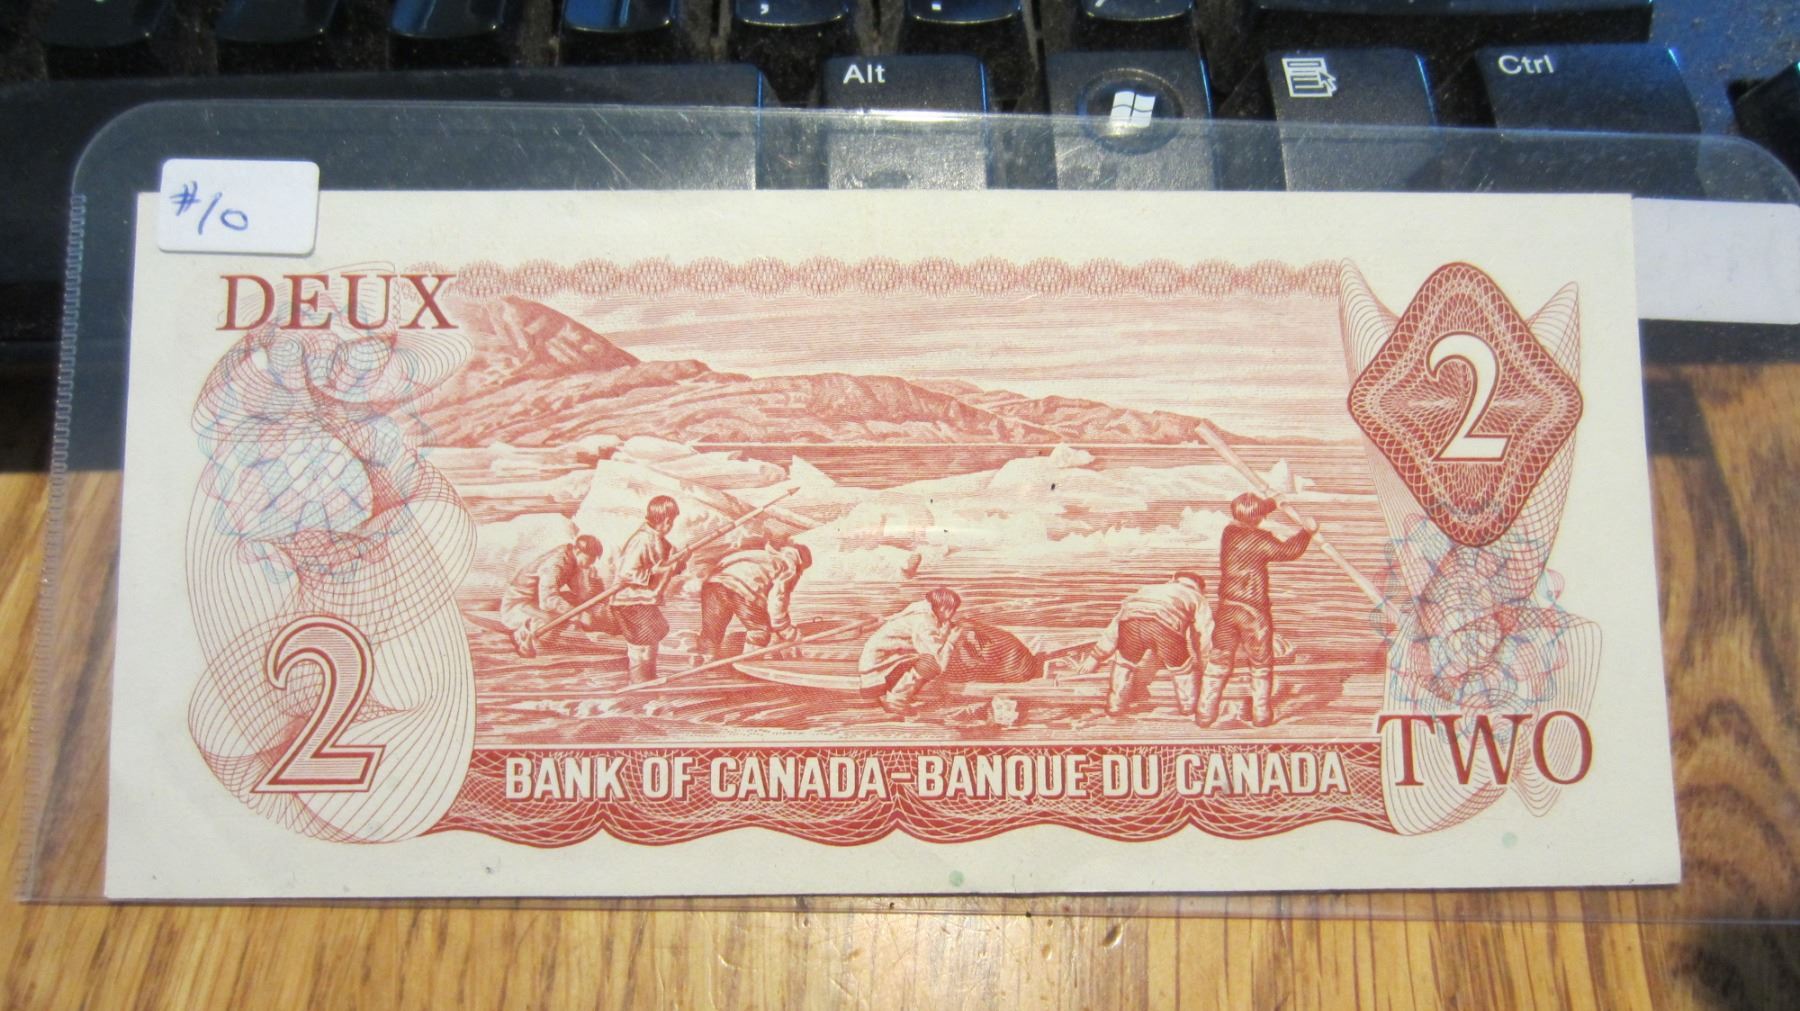 Alt
Ctrl
#10
DEUX
2
2
TWO
BANK OF CANADA-BANQUE DU CANADA